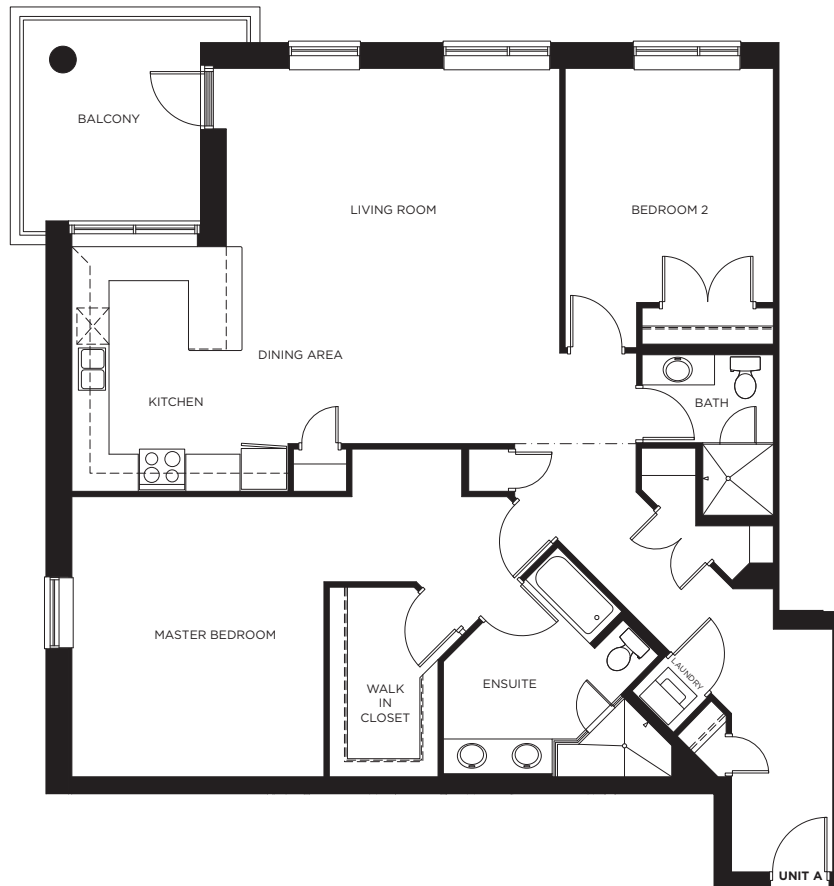 BALCONY
LIVING ROOM
BEDROOM 2
DINING AREA
KITCHEN
BATH
MASTER BEDROOM
WALK
IN
CLOSET
ENSUITE
LAUNDRY
UNIT A